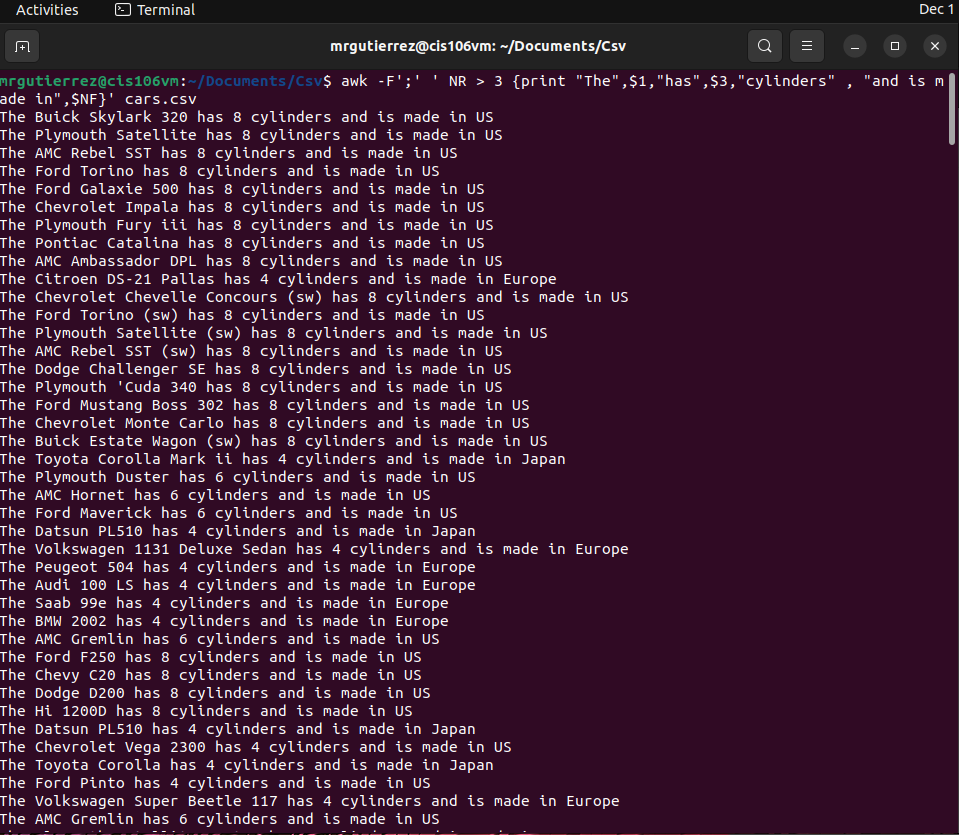 Activities Terminal Dec 1
mrgutierrez@cis106vm: ~/Documents/Csv
mrgutierrez@cis106vm:~/Documents/Csv$ awk -F';' ' NR > 3 {print "The",$1,"has",$3,"cylinders" , "and is m
ade in",$NF}' cars.csv
The Buick Skylark 320 has 8 cylinders and is made in US
The Plymouth Satellite has 8 cylinders and is made in US
The AMC Rebel SST has 8 cylinders and is made in US
The Ford Torino has 8 cylinders and is made in US
The Ford Galaxie 500 has 8 cylinders and is made in US
The Chevrolet Impala has 8 cylinders and is made in US
The Plymouth Fury iii has 8 cylinders and is made in US
The Pontiac Catalina has 8 cylinders and is made in US
The AMC Ambassador DPL has 8 cylinders and is made in US
The Citroen DS-21 Pallas has 4 cylinders and is made in Europe
The Chevrolet Chevelle Concours (sw) has 8 cylinders and is made in US
The Ford Torino (sw) has 8 cylinders and is made in US
The Plymouth Satellite (sw) has 8 cylinders and is made in US
The AMC Rebel SST (sw) has 8 cylinders and is made in US
The Dodge Challenger SE has 8 cylinders and is made in US
The Plymouth 'Cuda 340 has 8 cylinders and is made in US
The Ford Mustang Boss 302 has 8 cylinders and is made in US
The Chevrolet Monte Carlo has 8 cylinders and is made in US
The Buick Estate Wagon (sw) has 8 cylinders and is made in US
The Toyota Corolla Mark ii has 4 cylinders and is made in Japan
The Plymouth Duster has 6 cylinders and is made in US
The AMC Hornet has 6 cylinders and is made in US
The Ford Maverick has 6 cylinders and is made in US
The Datsun PL510 has 4 cylinders and is made in Japan
The Volkswagen 1131 Deluxe Sedan has 4 cylinders and is made in Europe
The Peugeot 504 has 4 cylinders and is made in Europe
The Audi 100 LS has 4 cylinders and is made in Europe
The Saab 99e has 4 cylinders and is made in Europe
The BMW 2002 has 4 cylinders and is made in Europe
The AMC Gremlin has 6 cylinders and is made in US
The Ford F250 has 8 cylinders and is made in US
The Chevy C20 has 8 cylinders and is made in US
The Dodge D200 has 8 cylinders and is made in US
The Hi 1200D has 8 cylinders and is made in US
The Datsun PL510 has 4 cylinders and is made in Japan
The Chevrolet Vega 2300 has 4 cylinders and is made in US
The Toyota Corolla has 4 cylinders and is made in Japan
The Ford Pinto has 4 cylinders and is made in US
The Volkswagen Super Beetle 117 has 4 cylinders and is made in Europe
The AMC Gremlin has 6 cylinders and is made in US